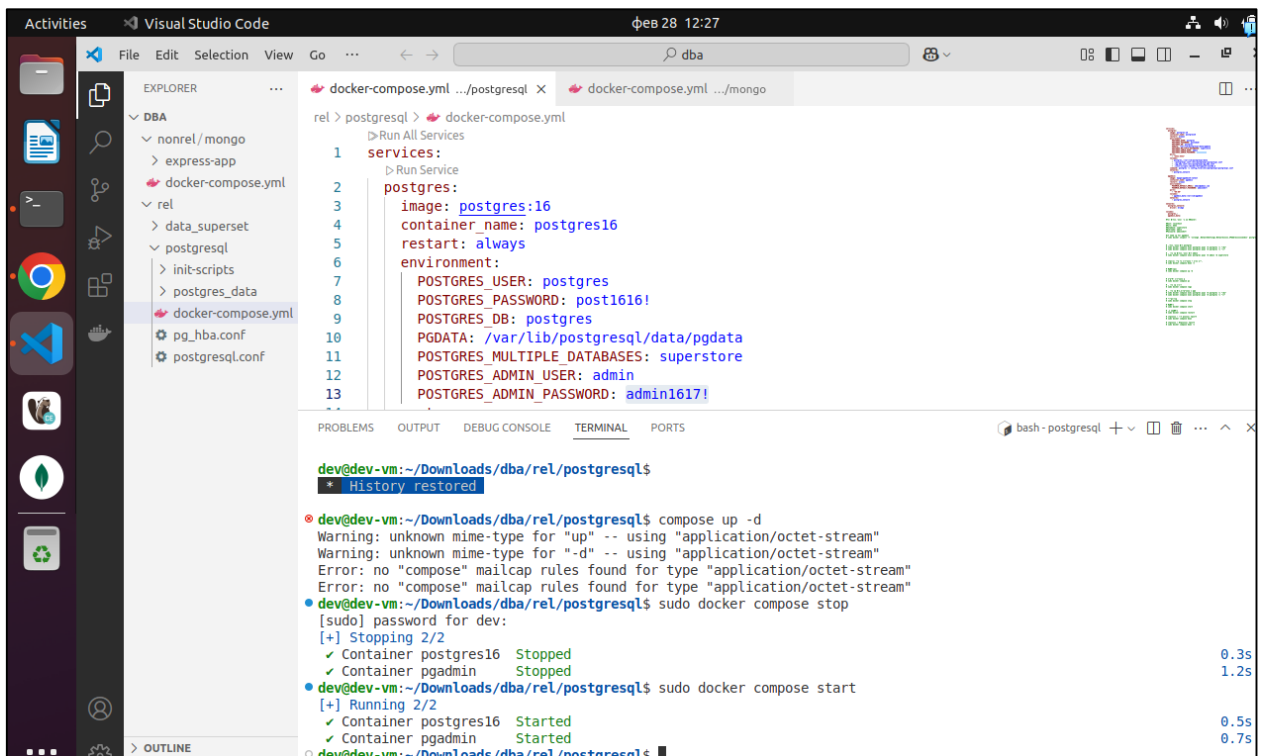 Activities
Visual Studio Code
фев 28 12:27
File Edit Selection View Go ···
dba
EXPLORER ···
docker-compose.yml .../postgresql
docker-compose.yml .../mongo
DBA
nonrel / mongo
express-app
docker-compose.yml
rel
data_superset
postgresql
init-scripts
postgres_data
docker-compose.yml
pg_hba.conf
postgresql.conf
OUTLINE
rel > postgresql > docker-compose.yml
Run All Services
1 services:
Run Service
2 postgres:
3 image: postgres:16
4 container_name: postgres16
5 restart: always
6 environment:
7 POSTGRES_USER: postgres
8 POSTGRES_PASSWORD: post1616!
9 POSTGRES_DB: postgres
10 PGDATA: /var/lib/postgresql/data/pgdata
11 POSTGRES_MULTIPLE_DATABASES: superstore
12 POSTGRES_ADMIN_USER: admin
13 POSTGRES_ADMIN_PASSWORD: admin1617!
PROBLEMS OUTPUT DEBUG CONSOLE TERMINAL PORTS
bash - postgresql
dev@dev-vm:~/Downloads/dba/rel/postgresql$
* History restored
dev@dev-vm:~/Downloads/dba/rel/postgresql$ compose up -d
Warning: unknown mime-type for "up" -- using "application/octet-stream"
Warning: unknown mime-type for "-d" -- using "application/octet-stream"
Error: no "compose" mailcap rules found for type "application/octet-stream"
Error: no "compose" mailcap rules found for type "application/octet-stream"
dev@dev-vm:~/Downloads/dba/rel/postgresql$ sudo docker compose stop
[sudo] password for dev:
[+] Stopping 2/2
✔ Container postgres16 Stopped 0.3s
✔ Container pgadmin Stopped 1.2s
dev@dev-vm:~/Downloads/dba/rel/postgresql$ sudo docker compose start
[+] Running 2/2
✔ Container postgres16 Started 0.5s
✔ Container pgadmin Started 0.7s
dev@dev-vm:~/Downloads/dba/rel/postgresql$